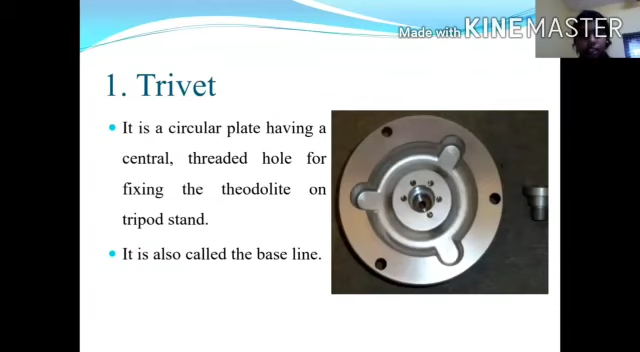 Made with KINEMASTER
1. Trivet
It is a circular plate having a
central, threaded hole for
fixing the theodolite on
tripod stand.
It is also called the base line.